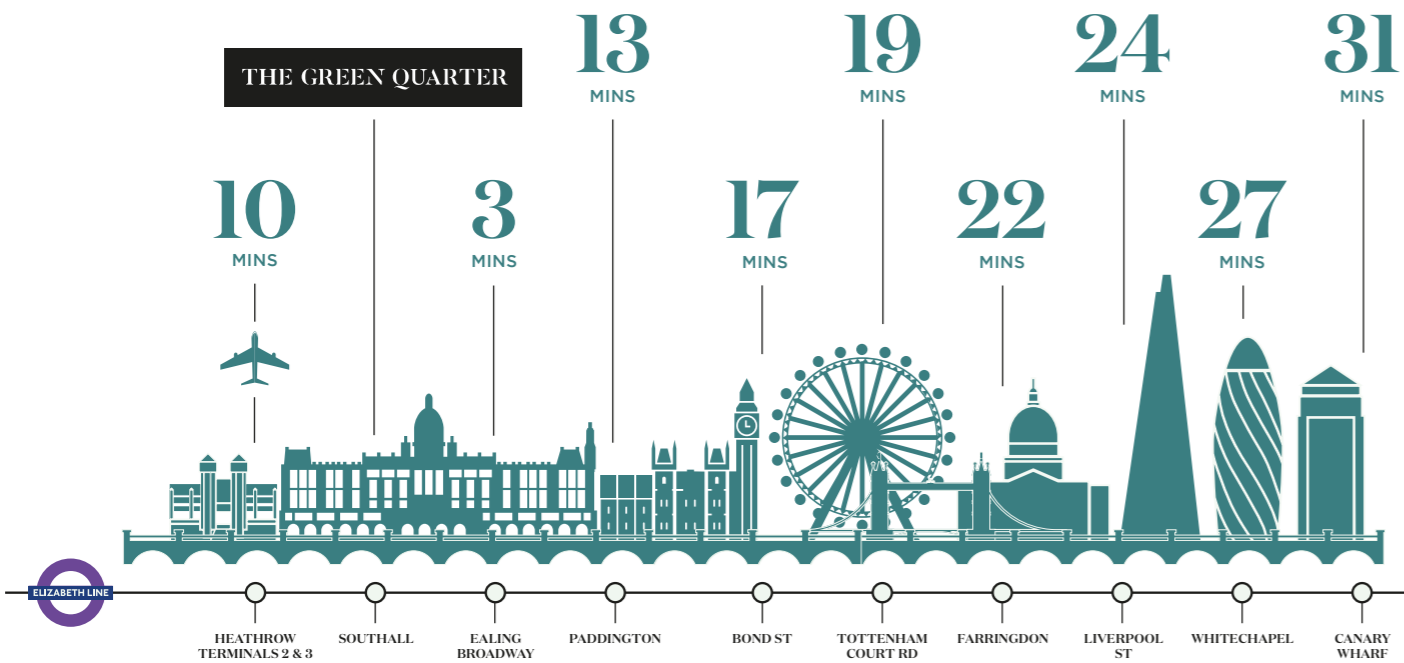 13
MINS
19
MINS
24
MINS
31
MINS
THE GREEN QUARTER
10
MINS
3
MINS
17
MINS
22
MINS
27
MINS
ELIZABETH LINE
HEATHROW
TERMINALS 2 & 3
SOUTHALL
EALING
BROADWAY
PADDINGTON
BOND ST
TOTTENHAM
COURT RD
FARRINGDON
LIVERPOOL
ST
WHITECHAPEL
CANARY
WHARF